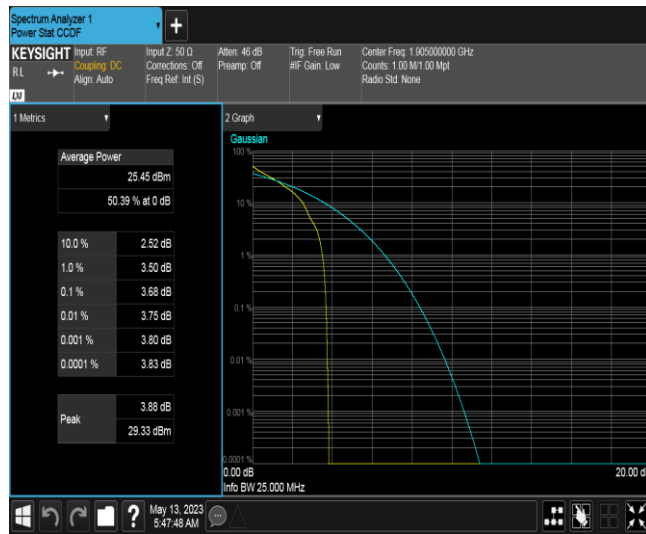 Spectrum Analyzer 1
Power Stat CCDF
+
KEYSIGHT
RL
LXI
Input: RF
Coupling: DC
Align: Auto
Input Z: 50 Ω
Corrections: Off
Freq Ref: Int (S)
Atten: 46 dB
Preamp: Off
Trig: Free Run
#IF Gain: Low
Center Freq: 1.905000000 GHz
Counts: 1.00 M/1.00 Mpt
Radio Std: None
1 Metrics
Average Power
25.45 dBm
50.39 % at 0 dB
10.0 % 2.52 dB
1.0 % 3.50 dB
0.1 % 3.68 dB
0.01 % 3.75 dB
0.001 % 3.80 dB
0.0001 % 3.83 dB
Peak
3.88 dB
29.33 dBm
2 Graph
Gaussian
100 %
10 %
1 %
0.1 %
0.01 %
0.001 %
0.0001 %
0.00 dB
20.00 d
Info BW 25.000 MHz
?
May 13, 2023
5:47:48 AM